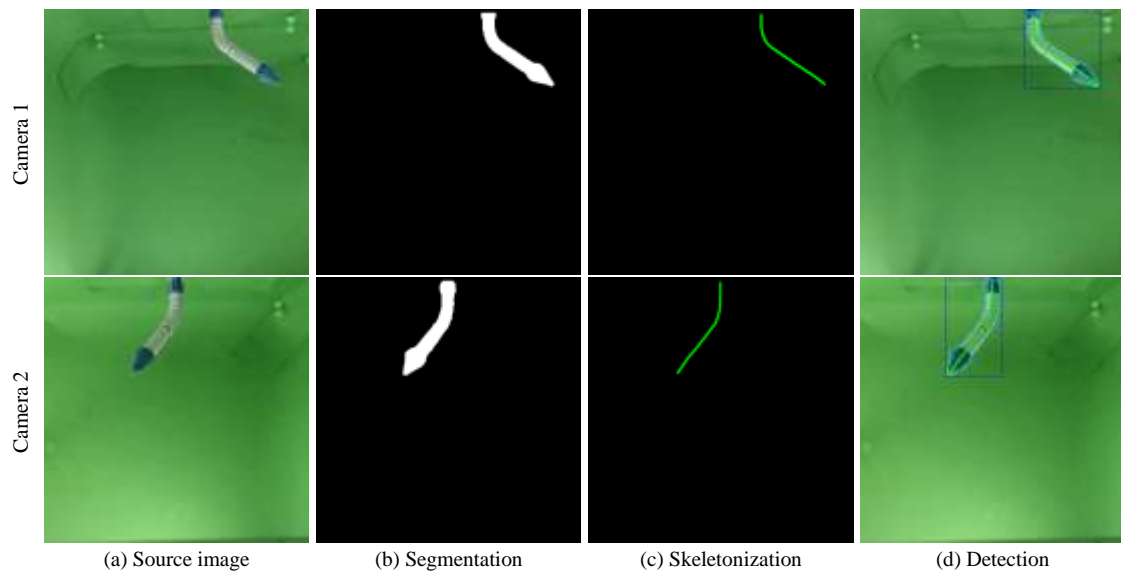 Camera 1
Camera 2
(a) Source image
(b) Segmentation
(c) Skeletonization
(d) Detection